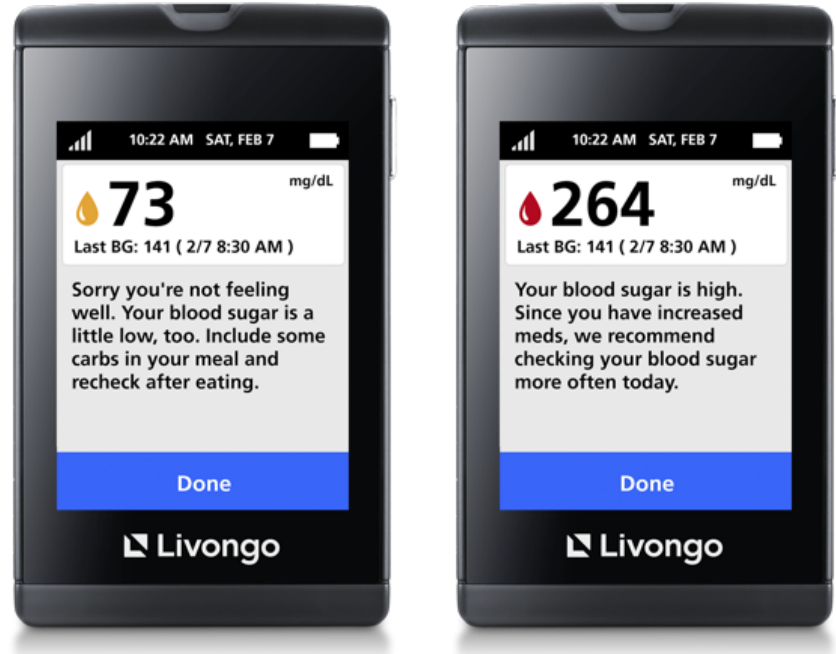 10:22 AM SAT, FEB 7
73 mg/dL
Last BG: 141 ( 2/7 8:30 AM )
Sorry you're not feeling
well. Your blood sugar is a
little low, too. Include some
carbs in your meal and
recheck after eating.
Done
Livongo
10:22 AM SAT, FEB 7
264 mg/dL
Last BG: 141 ( 2/7 8:30 AM )
Your blood sugar is high.
Since you have increased
meds, we recommend
checking your blood sugar
more often today.
Done
Livongo